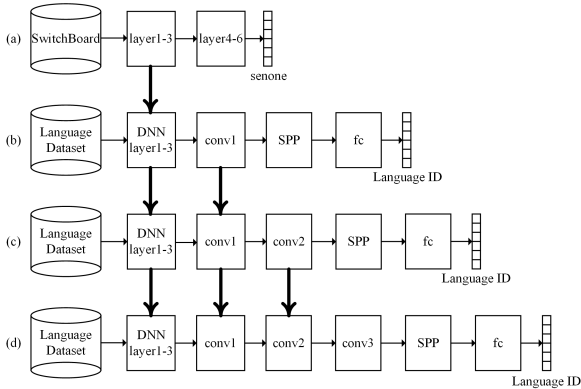 (a) SwitchBoard layer1-3 layer4-6
senone
(b) Language Dataset DNN layer1-3 conv1 SPP fc
Language ID
(c) Language Dataset DNN layer1-3 conv1 conv2 SPP fc
Language ID
(d) Language Dataset DNN layer1-3 conv1 conv2 conv3 SPP fc
Language ID